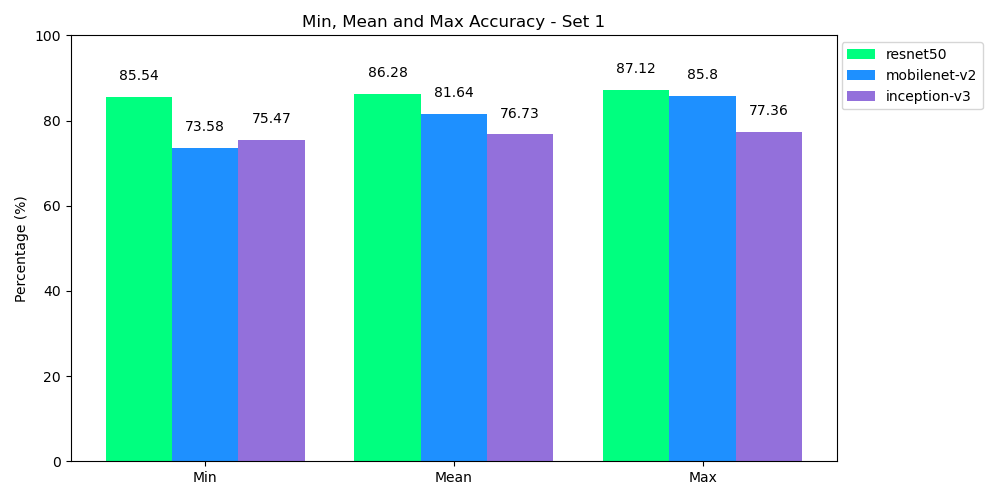 Min, Mean and Max Accuracy - Set 1
Percentage (%)
100
80
60
40
20
0
85.54
73.58
75.47
86.28
81.64
76.73
87.12
85.8
77.36
Min
Mean
Max
resnet50
mobilenet-v2
inception-v3